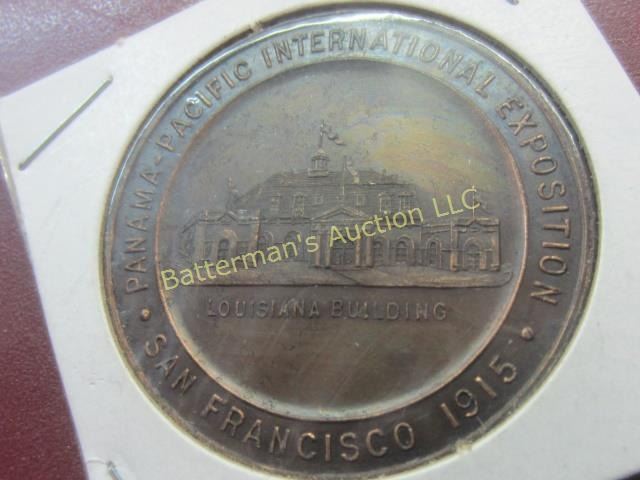 • PANAMA-PACIFIC INTERNATIONAL EXPOSITION •
LOUISIANA BUILDING
SAN FRANCISCO 1915
Batterman's Auction LLC